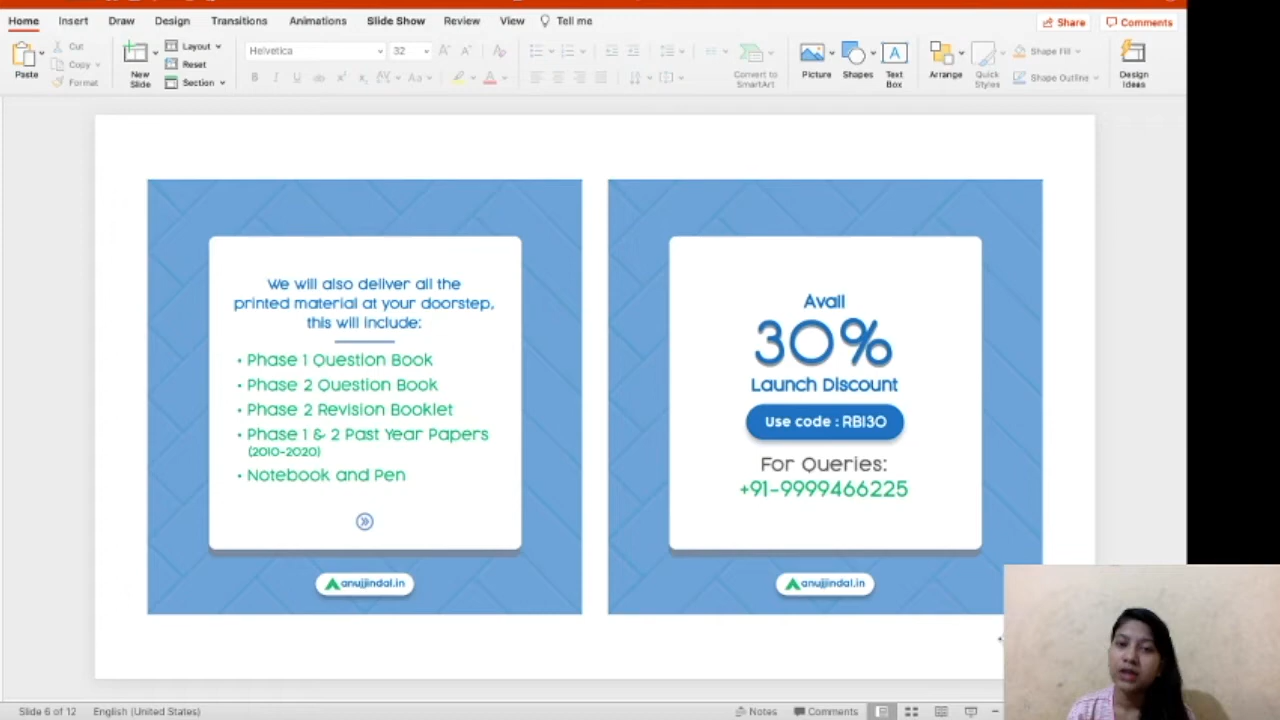 Home Insert Draw Design Transitions Animations Slide Show Review View Tell me Share Comments
Paste Cut Copy Format
New Slide Layout Reset Section
Helvetica 32
Convert to SmartArt
Picture Shapes Text Box Arrange Quick Styles Shape Fill Shape Outline Design Ideas
We will also deliver all the
printed material at your doorstep,
this will include:
• Phase 1 Question Book
• Phase 2 Question Book
• Phase 2 Revision Booklet
• Phase 1 & 2 Past Year Papers
(2010-2020)
• Notebook and Pen
anujjindal.in
Avail
30%
Launch Discount
Use code : RBI30
For Queries:
+91-9999466225
anujjindal.in
Slide 6 of 12 English (United States) Notes Comments